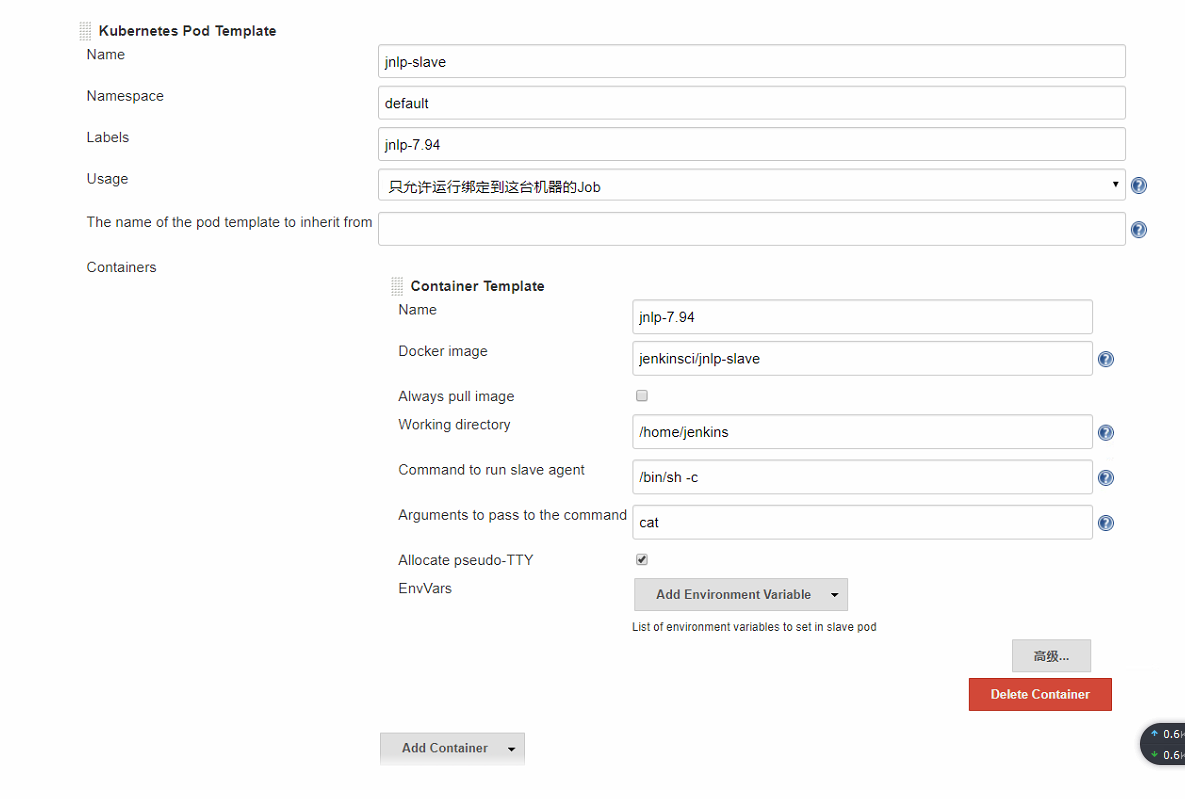 Kubernetes Pod Template
Name
jnlp-slave
Namespace
default
Labels
jnlp-7.94
Usage
只允许运行绑定到这台机器的Job
The name of the pod template to inherit from
Containers
Container Template
Name
jnlp-7.94
Docker image
jenkinsci/jnlp-slave
Always pull image
Working directory
/home/jenkins
Command to run slave agent
/bin/sh -c
Arguments to pass to the command
cat
Allocate pseudo-TTY
EnvVars
Add Environment Variable
List of environment variables to set in slave pod
高级...
Delete Container
Add Container
0.6
0.6